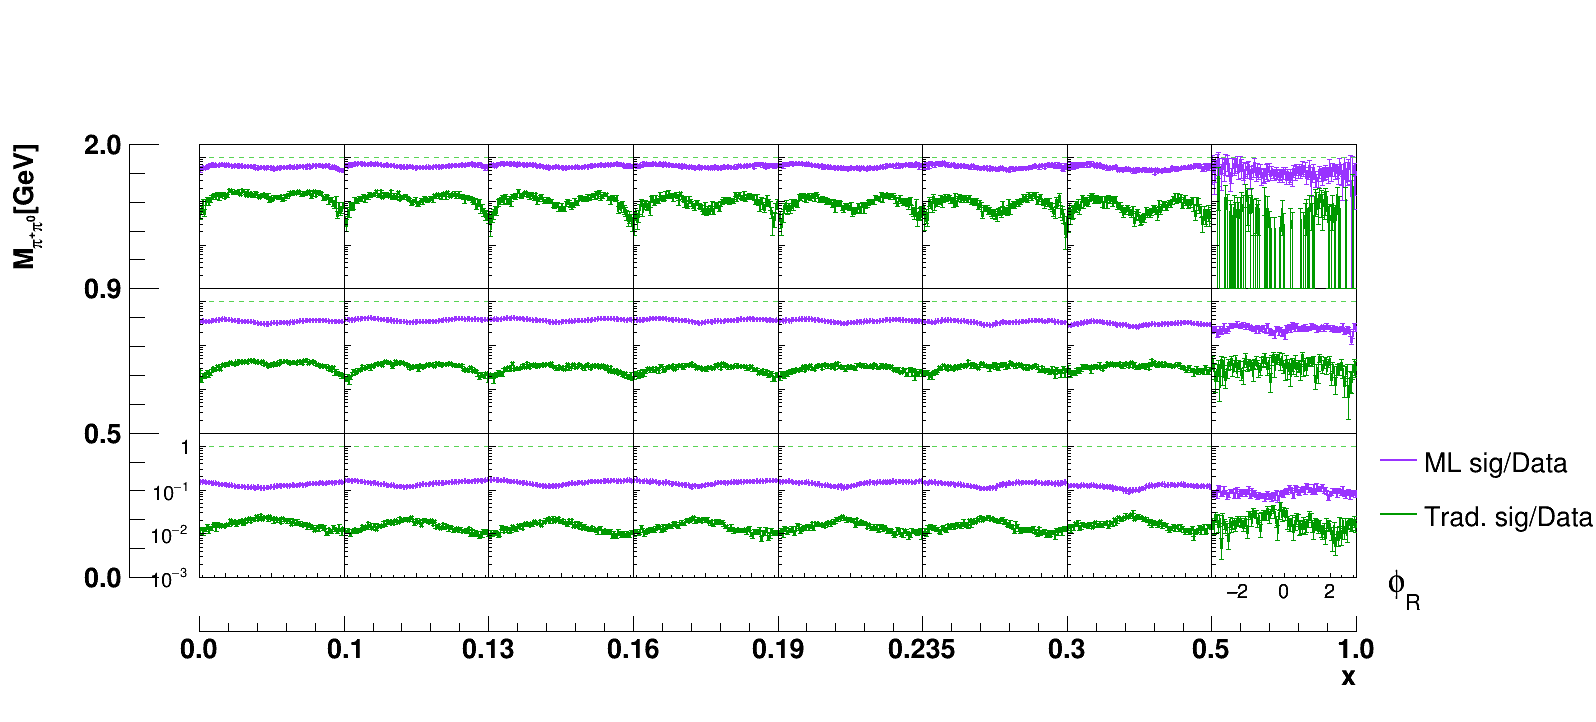 M_{π⁺π⁰} [GeV]
2.0
0.9
0.5
0.0
1
10⁻¹
10⁻²
10⁻³
−2 0 2
ϕ_R
0.0 0.1 0.13 0.16 0.19 0.235 0.3 0.5 1.0
x
ML sig/Data
Trad. sig/Data